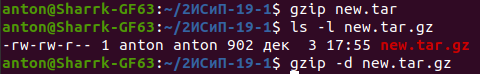 anton@Sharrk-GF63:~/2ИСиП-19-1$ gzip new.tar
anton@Sharrk-GF63:~/2ИСиП-19-1$ ls -l new.tar.gz
-rw-rw-r-- 1 anton anton 902 дек  3 17:55 new.tar.gz
anton@Sharrk-GF63:~/2ИСиП-19-1$ gzip -d new.tar.gz